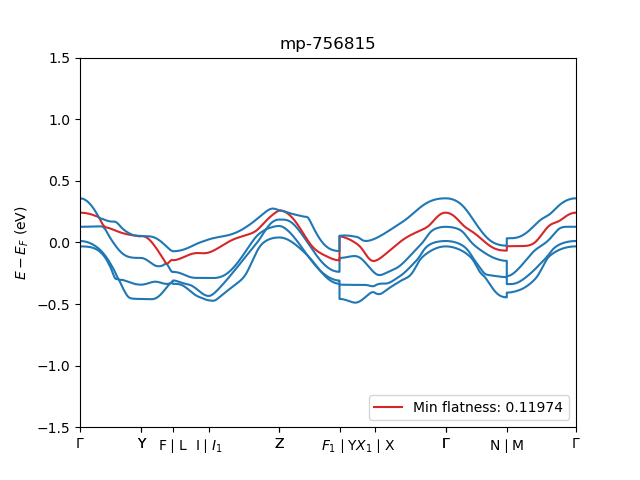 mp-756815
1.5
1.0
0.5
0.0
−0.5
−1.0
−1.5
E − E_F (eV)
Min flatness: 0.11974
Γ Y F | L I | I₁ Z F₁ | Y X₁ | X Γ N | M Γ